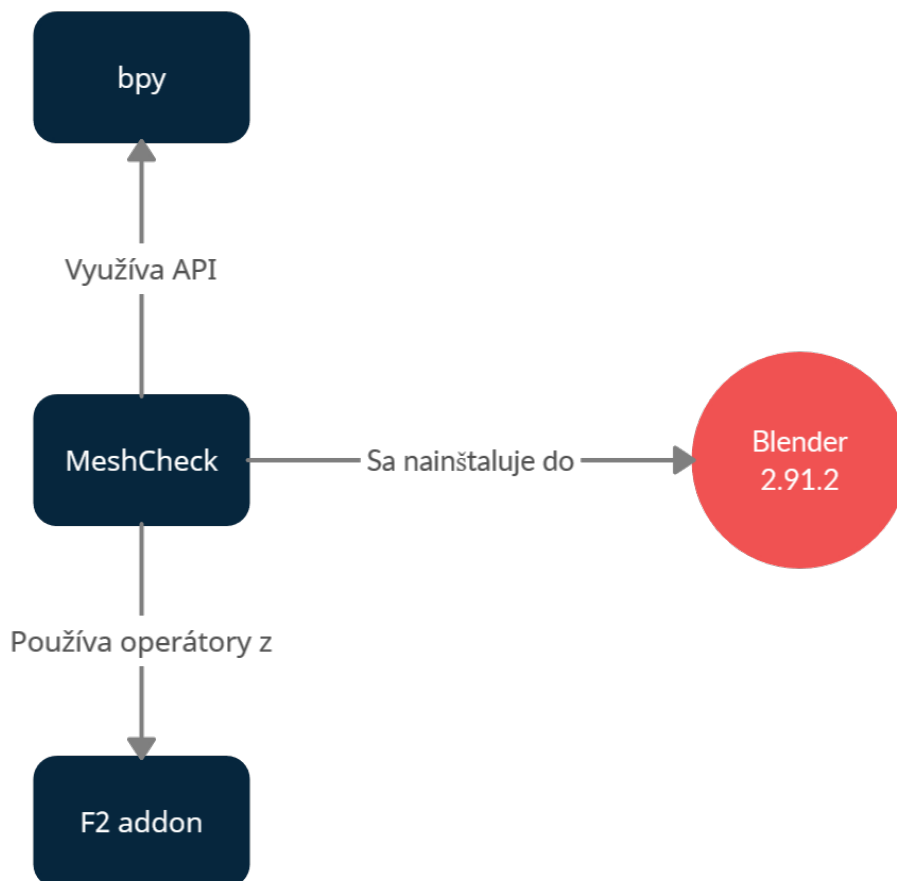 bpy
Využíva API
MeshCheck
Sa nainštaluje do
Blender
2.91.2
Používa operátory z
F2 addon